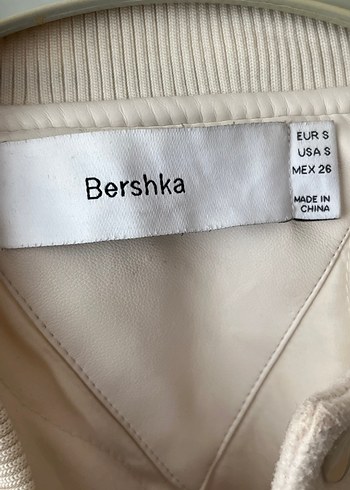 Bershka
EUR S
USA S
MEX 26
MADE IN
CHINA